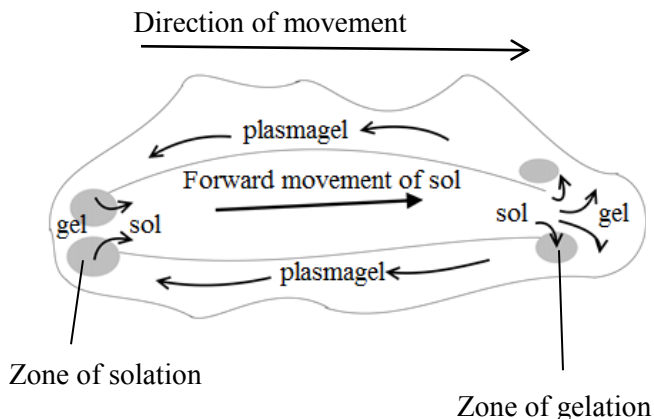 Direction of movement
plasmagel
Forward movement of sol
gel sol
sol gel
plasmagel
Zone of solation
Zone of gelation